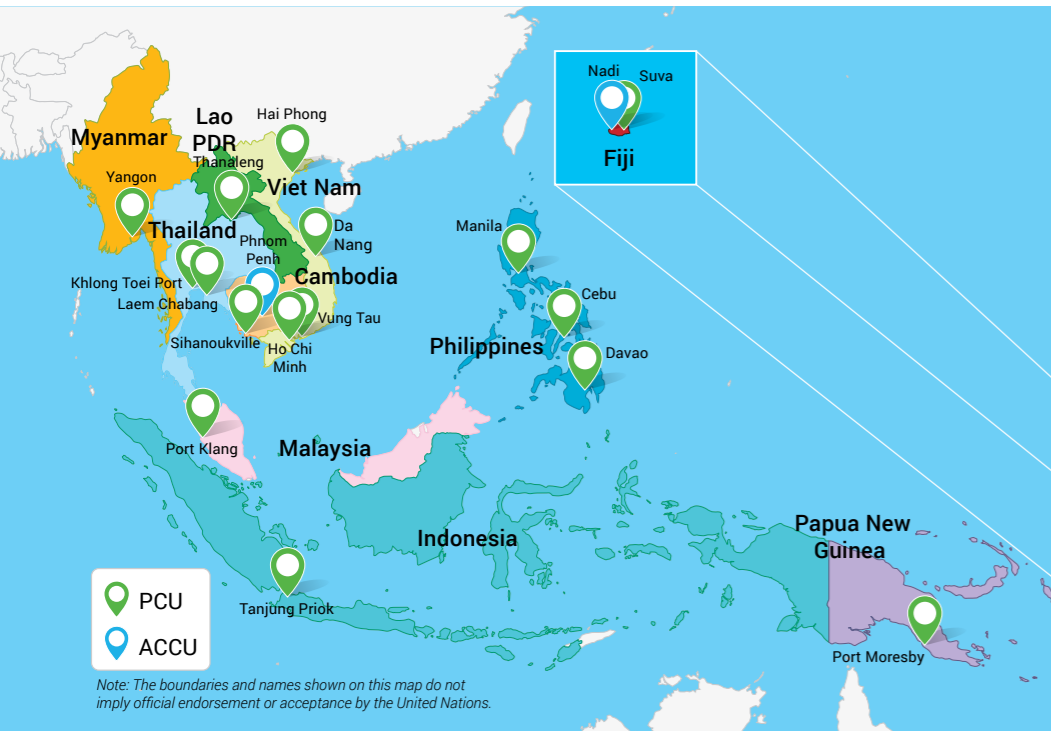 Nadi
Suva
Fiji
Myanmar
Yangon
Lao
PDR
Thanaleng
Hai Phong
Viet Nam
Thailand
Phnom
Penh
Da
Nang
Khlong Toei Port
Laem Chabang
Cambodia
Sihanoukville
Ho Chi
Minh
Vung Tau
Manila
Cebu
Philippines
Davao
Port Klang
Malaysia
Indonesia
Papua New
Guinea
Tanjung Priok
Port Moresby
PCU
ACCU
Note: The boundaries and names shown on this map do not
imply official endorsement or acceptance by the United Nations.